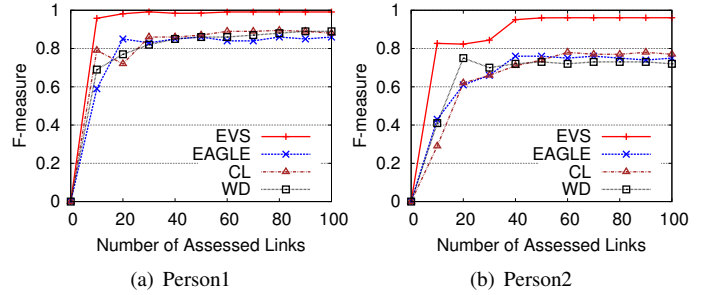 1
0.8
0.6
0.4
0.2
0
0 20 40 60 80 100
F-measure
Number of Assessed Links
EVS
EAGLE
CL
WD
(a) Person1
1
0.8
0.6
0.4
0.2
0
0 20 40 60 80 100
F-measure
Number of Assessed Links
EVS
EAGLE
CL
WD
(b) Person2